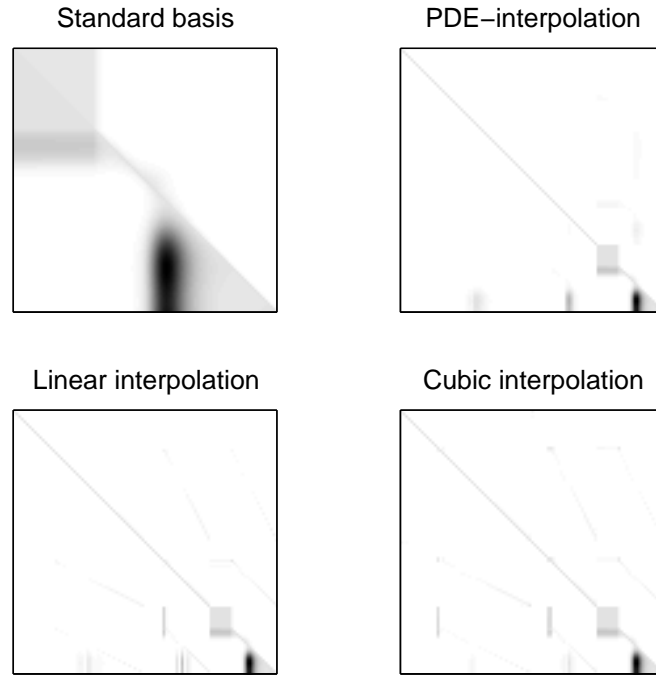 Standard basis
PDE−interpolation
Linear interpolation
Cubic interpolation